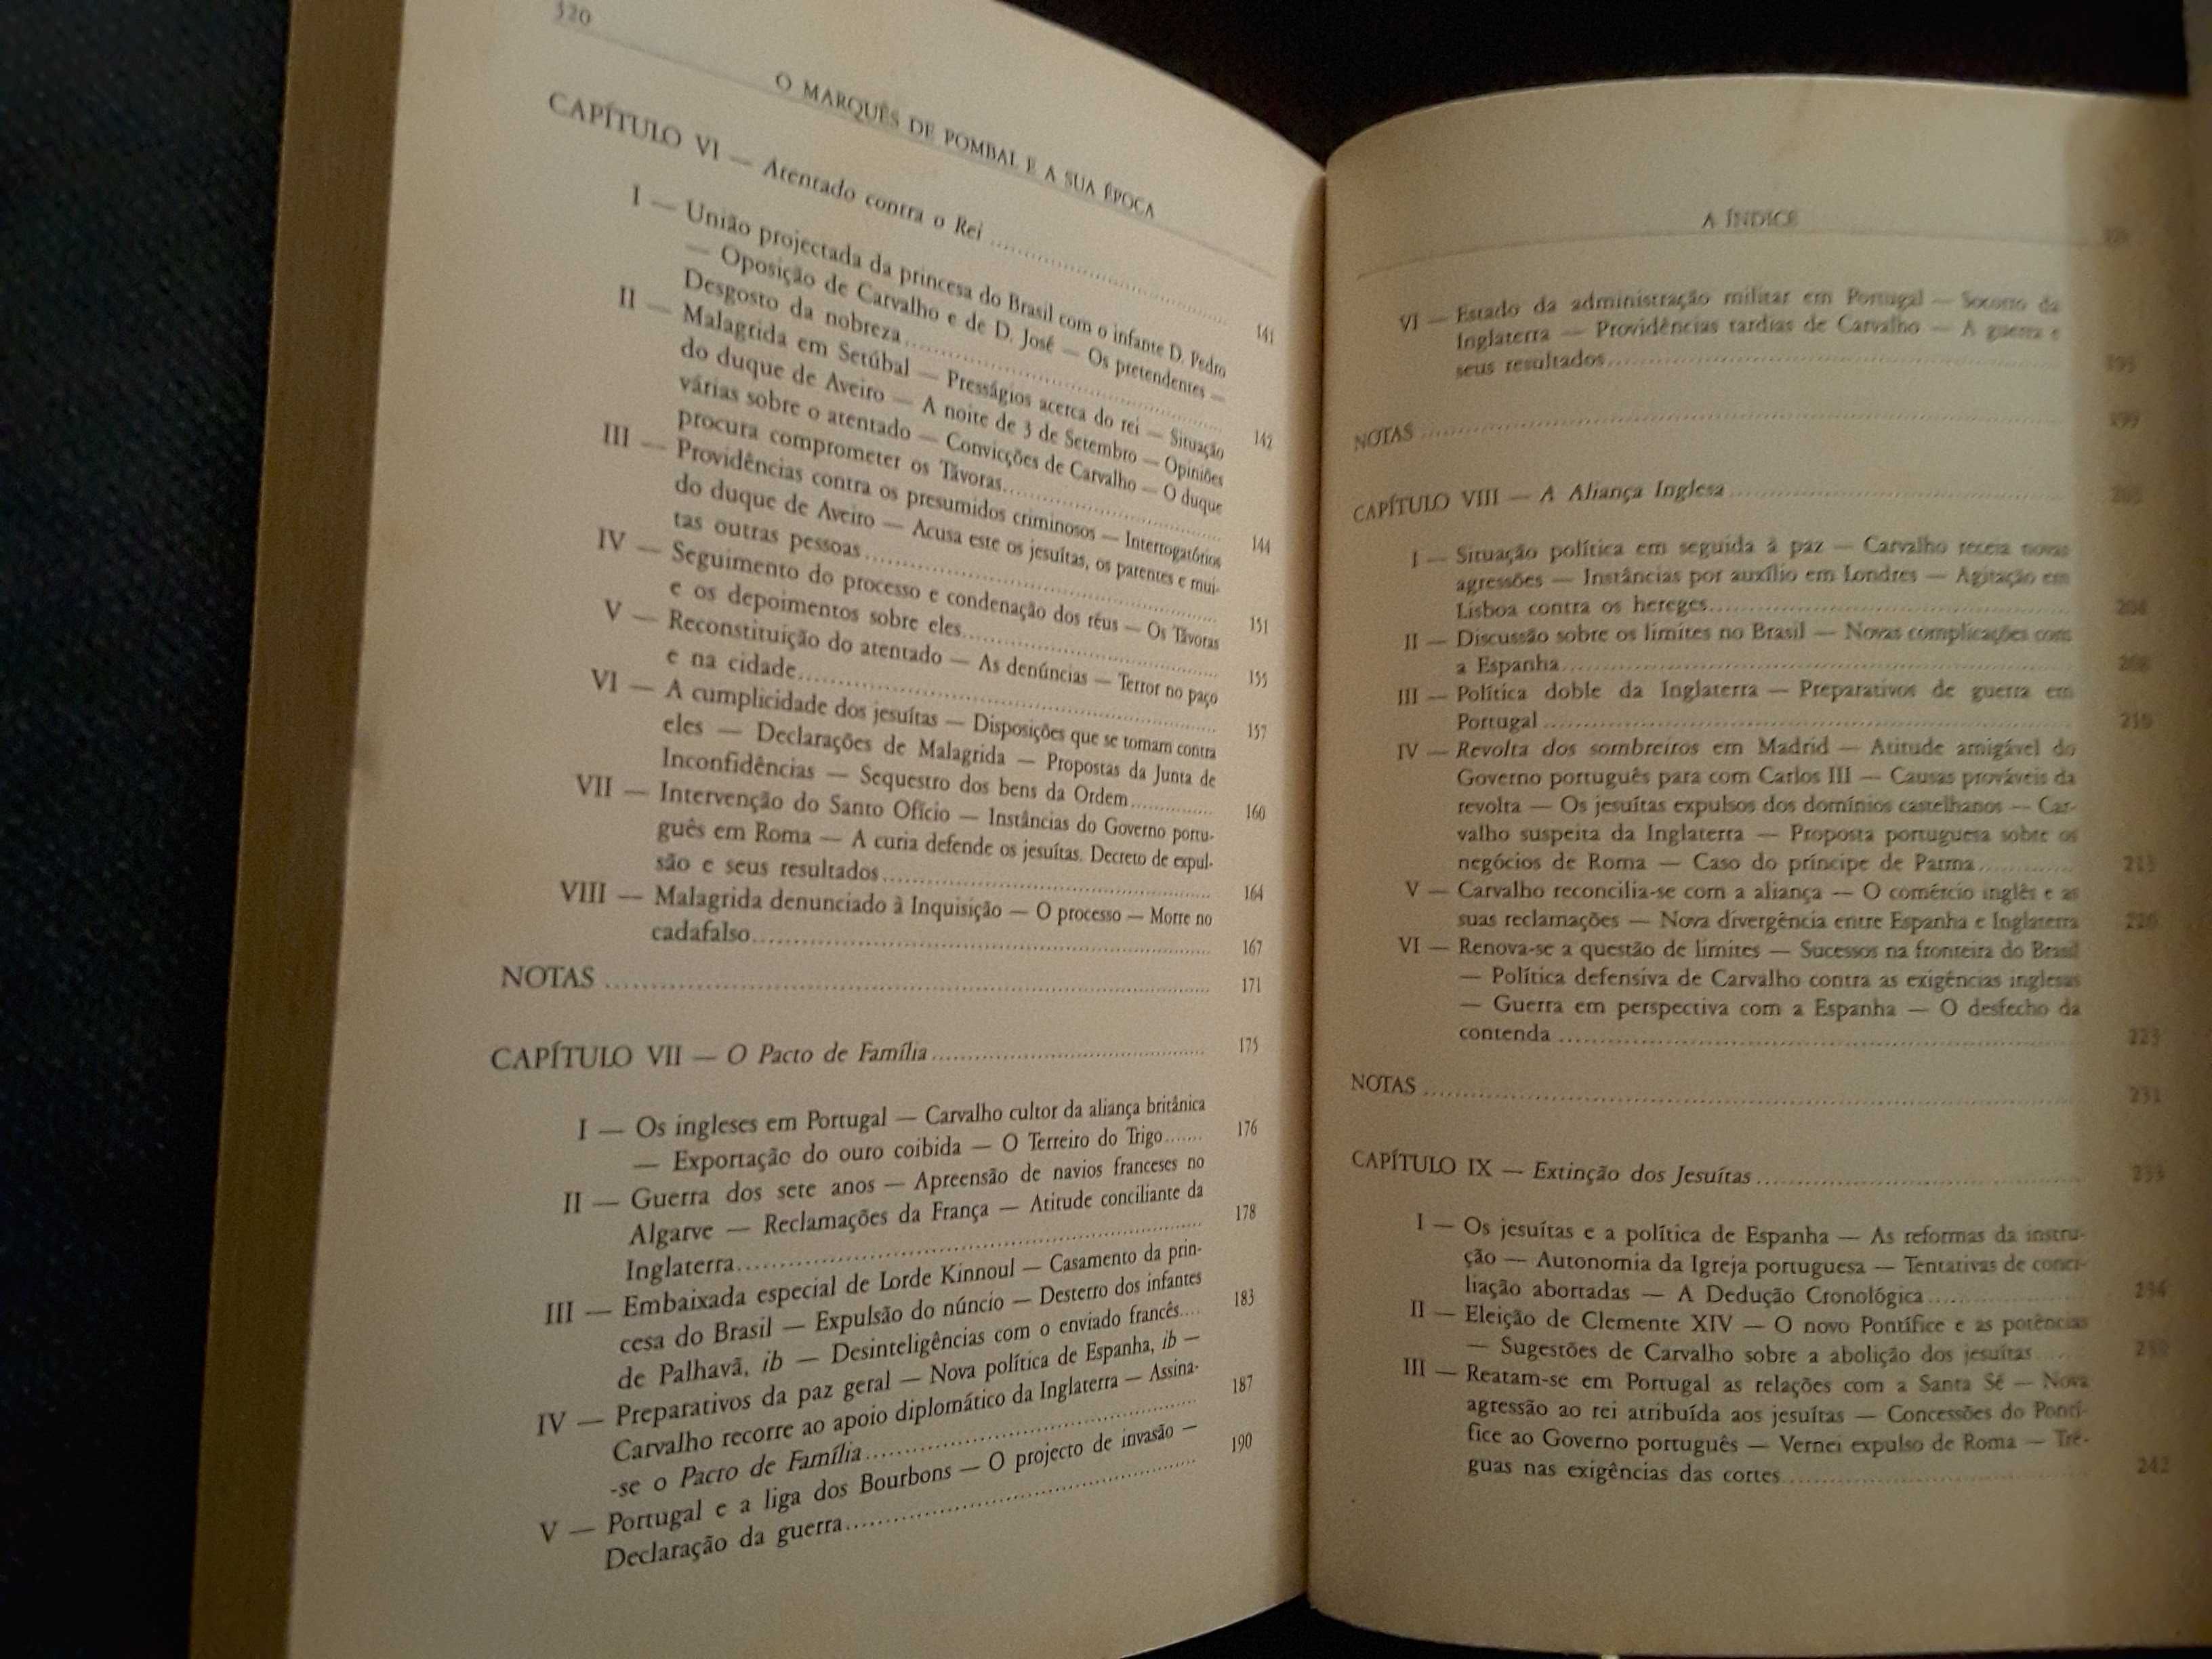 320
O MARQUÊS DE POMBAL E A SUA ÉPOCA
CAPÍTULO VI — Atentado contra o Rei ........ 141
I — União projectada da princesa do Brasil com o infante D. Pedro
— Oposição de Carvalho e de D. José — Os pretendentes —
Desgosto da nobreza ........ 142
II — Malagrida em Setúbal — Presságios acerca do rei — Situação
do duque de Aveiro — A noite de 3 de Setembro — Opiniões
várias sobre o atentado — Convicções de Carvalho — O duque
procura comprometer os Távoras ........ 144
III — Providências contra os presumidos criminosos — Interrogatórios
do duque de Aveiro — Acusa este os jesuítas, os parentes e mui-
tas outras pessoas ........ 151
IV — Seguimento do processo e condenação dos réus — Os Távoras
e os depoimentos sobre eles ........ 155
V — Reconstituição do atentado — As denúncias — Terror no paço
e na cidade ........ 157
VI — A cumplicidade dos jesuítas — Disposições que se tomam contra
eles — Declarações de Malagrida — Propostas da Junta de
Inconfidências — Sequestro dos bens da Ordem ........ 160
VII — Intervenção do Santo Ofício — Instâncias do Governo portu-
guês em Roma — A curia defende os jesuítas. Decreto de expul-
são e seus resultados ........ 164
VIII — Malagrida denunciado à Inquisição — O processo — Morre no
cadafalso ........ 167
NOTAS ........ 171
CAPÍTULO VII — O Pacto de Família ........ 175
I — Os ingleses em Portugal — Carvalho cultor da aliança britânica
— Exportação do ouro coibida — O Terreiro do Trigo ....... 176
II — Guerra dos sete anos — Apreensão de navios franceses no
Algarve — Reclamações da França — Atitude conciliante da
Inglaterra ........ 178
III — Embaixada especial de Lorde Kinnoul — Casamento da prin-
cesa do Brasil — Expulsão do núncio — Desterro dos infantes
de Palhavã, ib — Desinteligências com o enviado francês .... 183
IV — Preparativos da paz geral — Nova política de Espanha, ib —
Carvalho recorre ao apoio diplomático da Inglaterra — Assina-
-se o Pacto de Família ........ 187
V — Portugal e a liga dos Bourbons — O projecto de invasão —
Declaração da guerra ........ 190
A ÍNDICE
VI — Estado da administração militar em Portugal — Socorro da
Inglaterra — Providências tardias de Carvalho — A guerra e
seus resultados ........ 195
NOTAS ........ 199
CAPÍTULO VIII — A Aliança Inglesa ........
I — Situação política em seguida à paz — Carvalho receia novas
agressões — Instâncias por auxílio em Londres — Agitação em
Lisboa contra os hereges ........
II — Discussão sobre os limites no Brasil — Novas complicações com
a Espanha ........ 208
III — Política doble da Inglaterra — Preparativos de guerra em
Portugal ........ 210
IV — Revolta dos sombreiros em Madrid — Atitude amigável do
Governo português para com Carlos III — Causas prováveis da
revolta — Os jesuítas expulsos dos domínios castelhanos — Car-
valho suspeita da Inglaterra — Proposta portuguesa sobre os
negócios de Roma — Caso do príncipe de Parma ........ 213
V — Carvalho reconcilia-se com a aliança — O comércio inglês e as
suas reclamações — Nova divergência entre Espanha e Inglaterra 220
VI — Renova-se a questão de limites — Sucessos na fronteira do Brasil
— Política defensiva de Carvalho contra as exigências inglesas
— Guerra em perspectiva com a Espanha — O desfecho da
contenda ........ 223
NOTAS ........ 231
CAPÍTULO IX — Extinção dos Jesuítas ........ 233
I — Os jesuítas e a política de Espanha — As reformas da instru-
ção — Autonomia da Igreja portuguesa — Tentativas de conci-
liação abortadas — A Dedução Cronológica ........ 234
II — Eleição de Clemente XIV — O novo Pontífice e as potências
— Sugestões de Carvalho sobre a abolição dos jesuítas ......
III — Reatam-se em Portugal as relações com a Santa Sé — Nova
agressão ao rei atribuída aos jesuítas — Concessões do Pontí-
fice ao Governo português — Vernei expulso de Roma — Tré-
guas nas exigências das cortes ........ 242